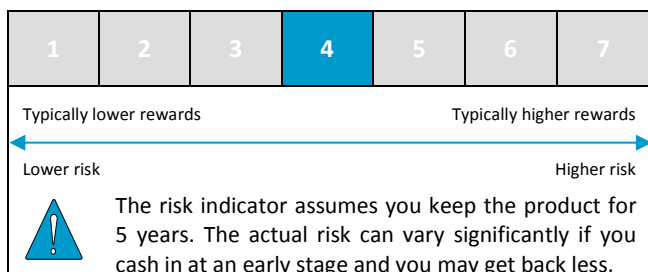 1 2 3 4 5 6 7
Typically lower rewards Typically higher rewards
Lower risk Higher risk
The risk indicator assumes you keep the product for
5 years. The actual risk can vary significantly if you
cash in at an early stage and you may get back less.